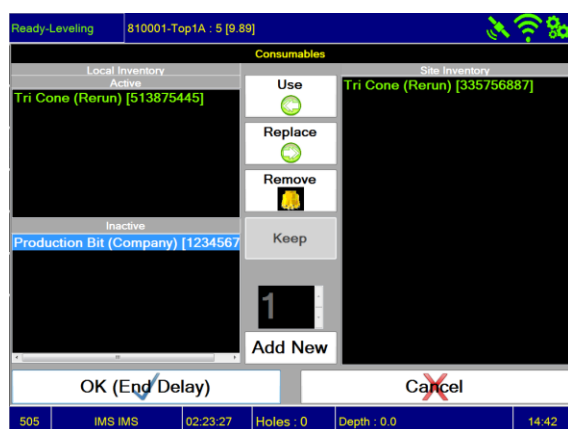 Ready-Leveling
810001-Top1A : 5 [9.89]
Consumables
Local Inventory
Active
Tri Cone (Rerun) [513875445]
Inactive
Production Bit (Company) [1234567
Use
Replace
Remove
Keep
1
Add New
Site Inventory
Tri Cone (Rerun) [335756887]
OK (End Delay)
Cancel
505
IMS IMS
02:23:27
Holes : 0
Depth : 0.0
14:42